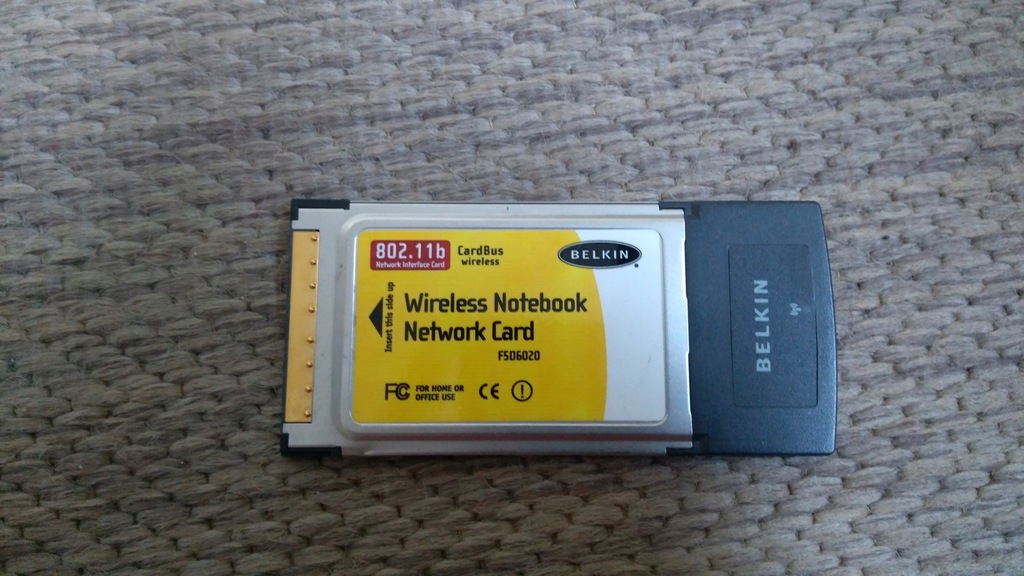 802.11b
Network Interface Card
CardBus
wireless
BELKIN
Insert this side up
Wireless Notebook
Network Card
F5D6020
FC FOR HOME OR
OFFICE USE
CE
BELKIN